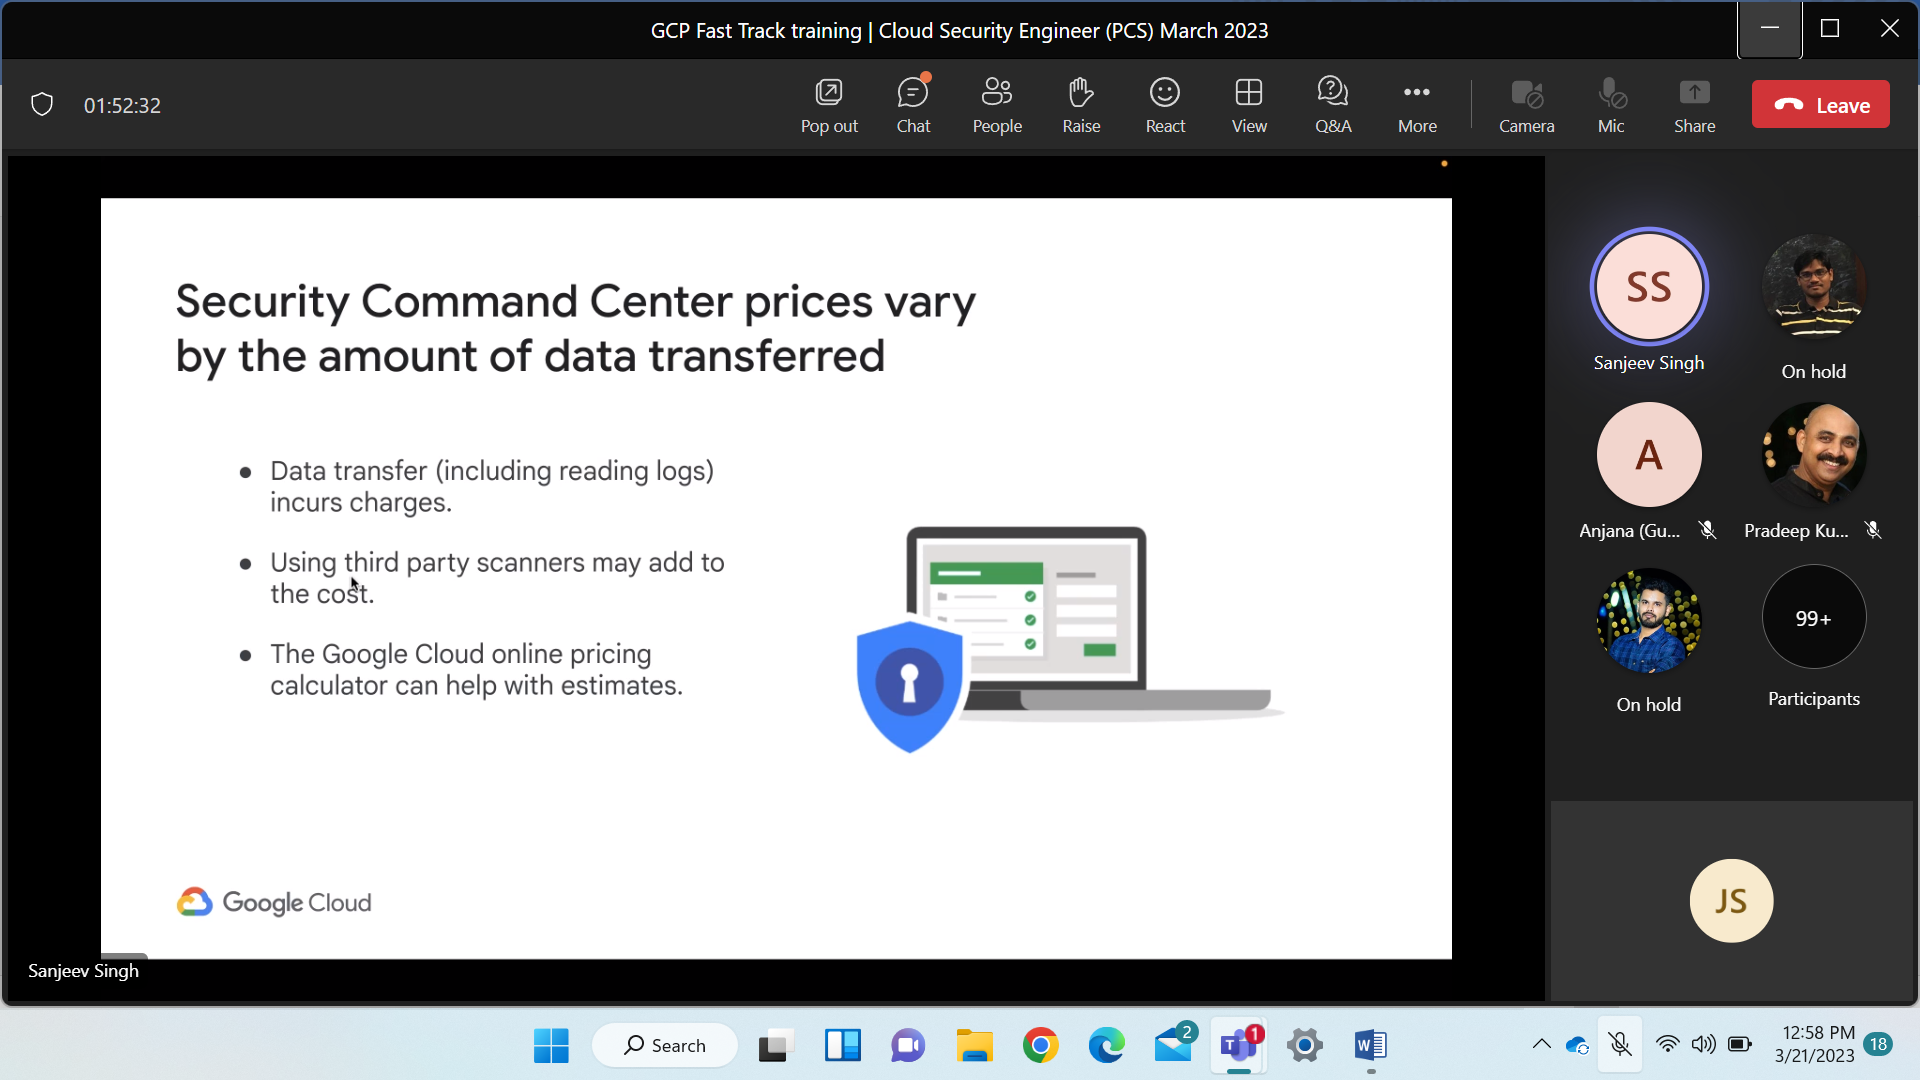 GCP Fast Track training | Cloud Security Engineer (PCS) March 2023
01:52:32
Pop out
Chat
People
Raise
React
View
Q&A
More
Camera
Mic
Share
Leave
Security Command Center prices vary
by the amount of data transferred
● Data transfer (including reading logs)
incurs charges.
● Using third party scanners may add to
the cost.
● The Google Cloud online pricing
calculator can help with estimates.
Google Cloud
Sanjeev Singh
SS
Sanjeev Singh
On hold
A
Anjana (Gu...
Pradeep Ku...
On hold
99+
Participants
JS
Search
2
1
12:58 PM
3/21/2023
18